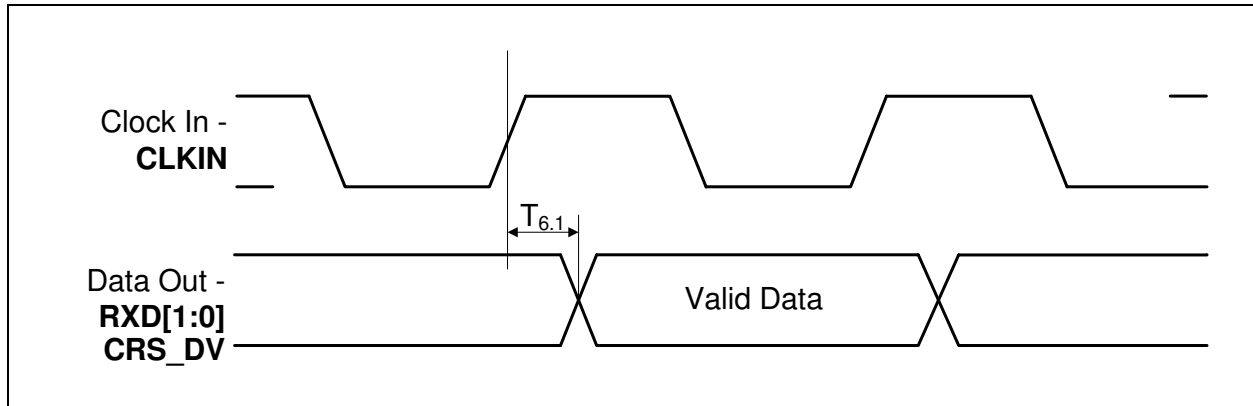 Clock In -
CLKIN
T6.1
Data Out -
RXD[1:0]
CRS_DV
Valid Data